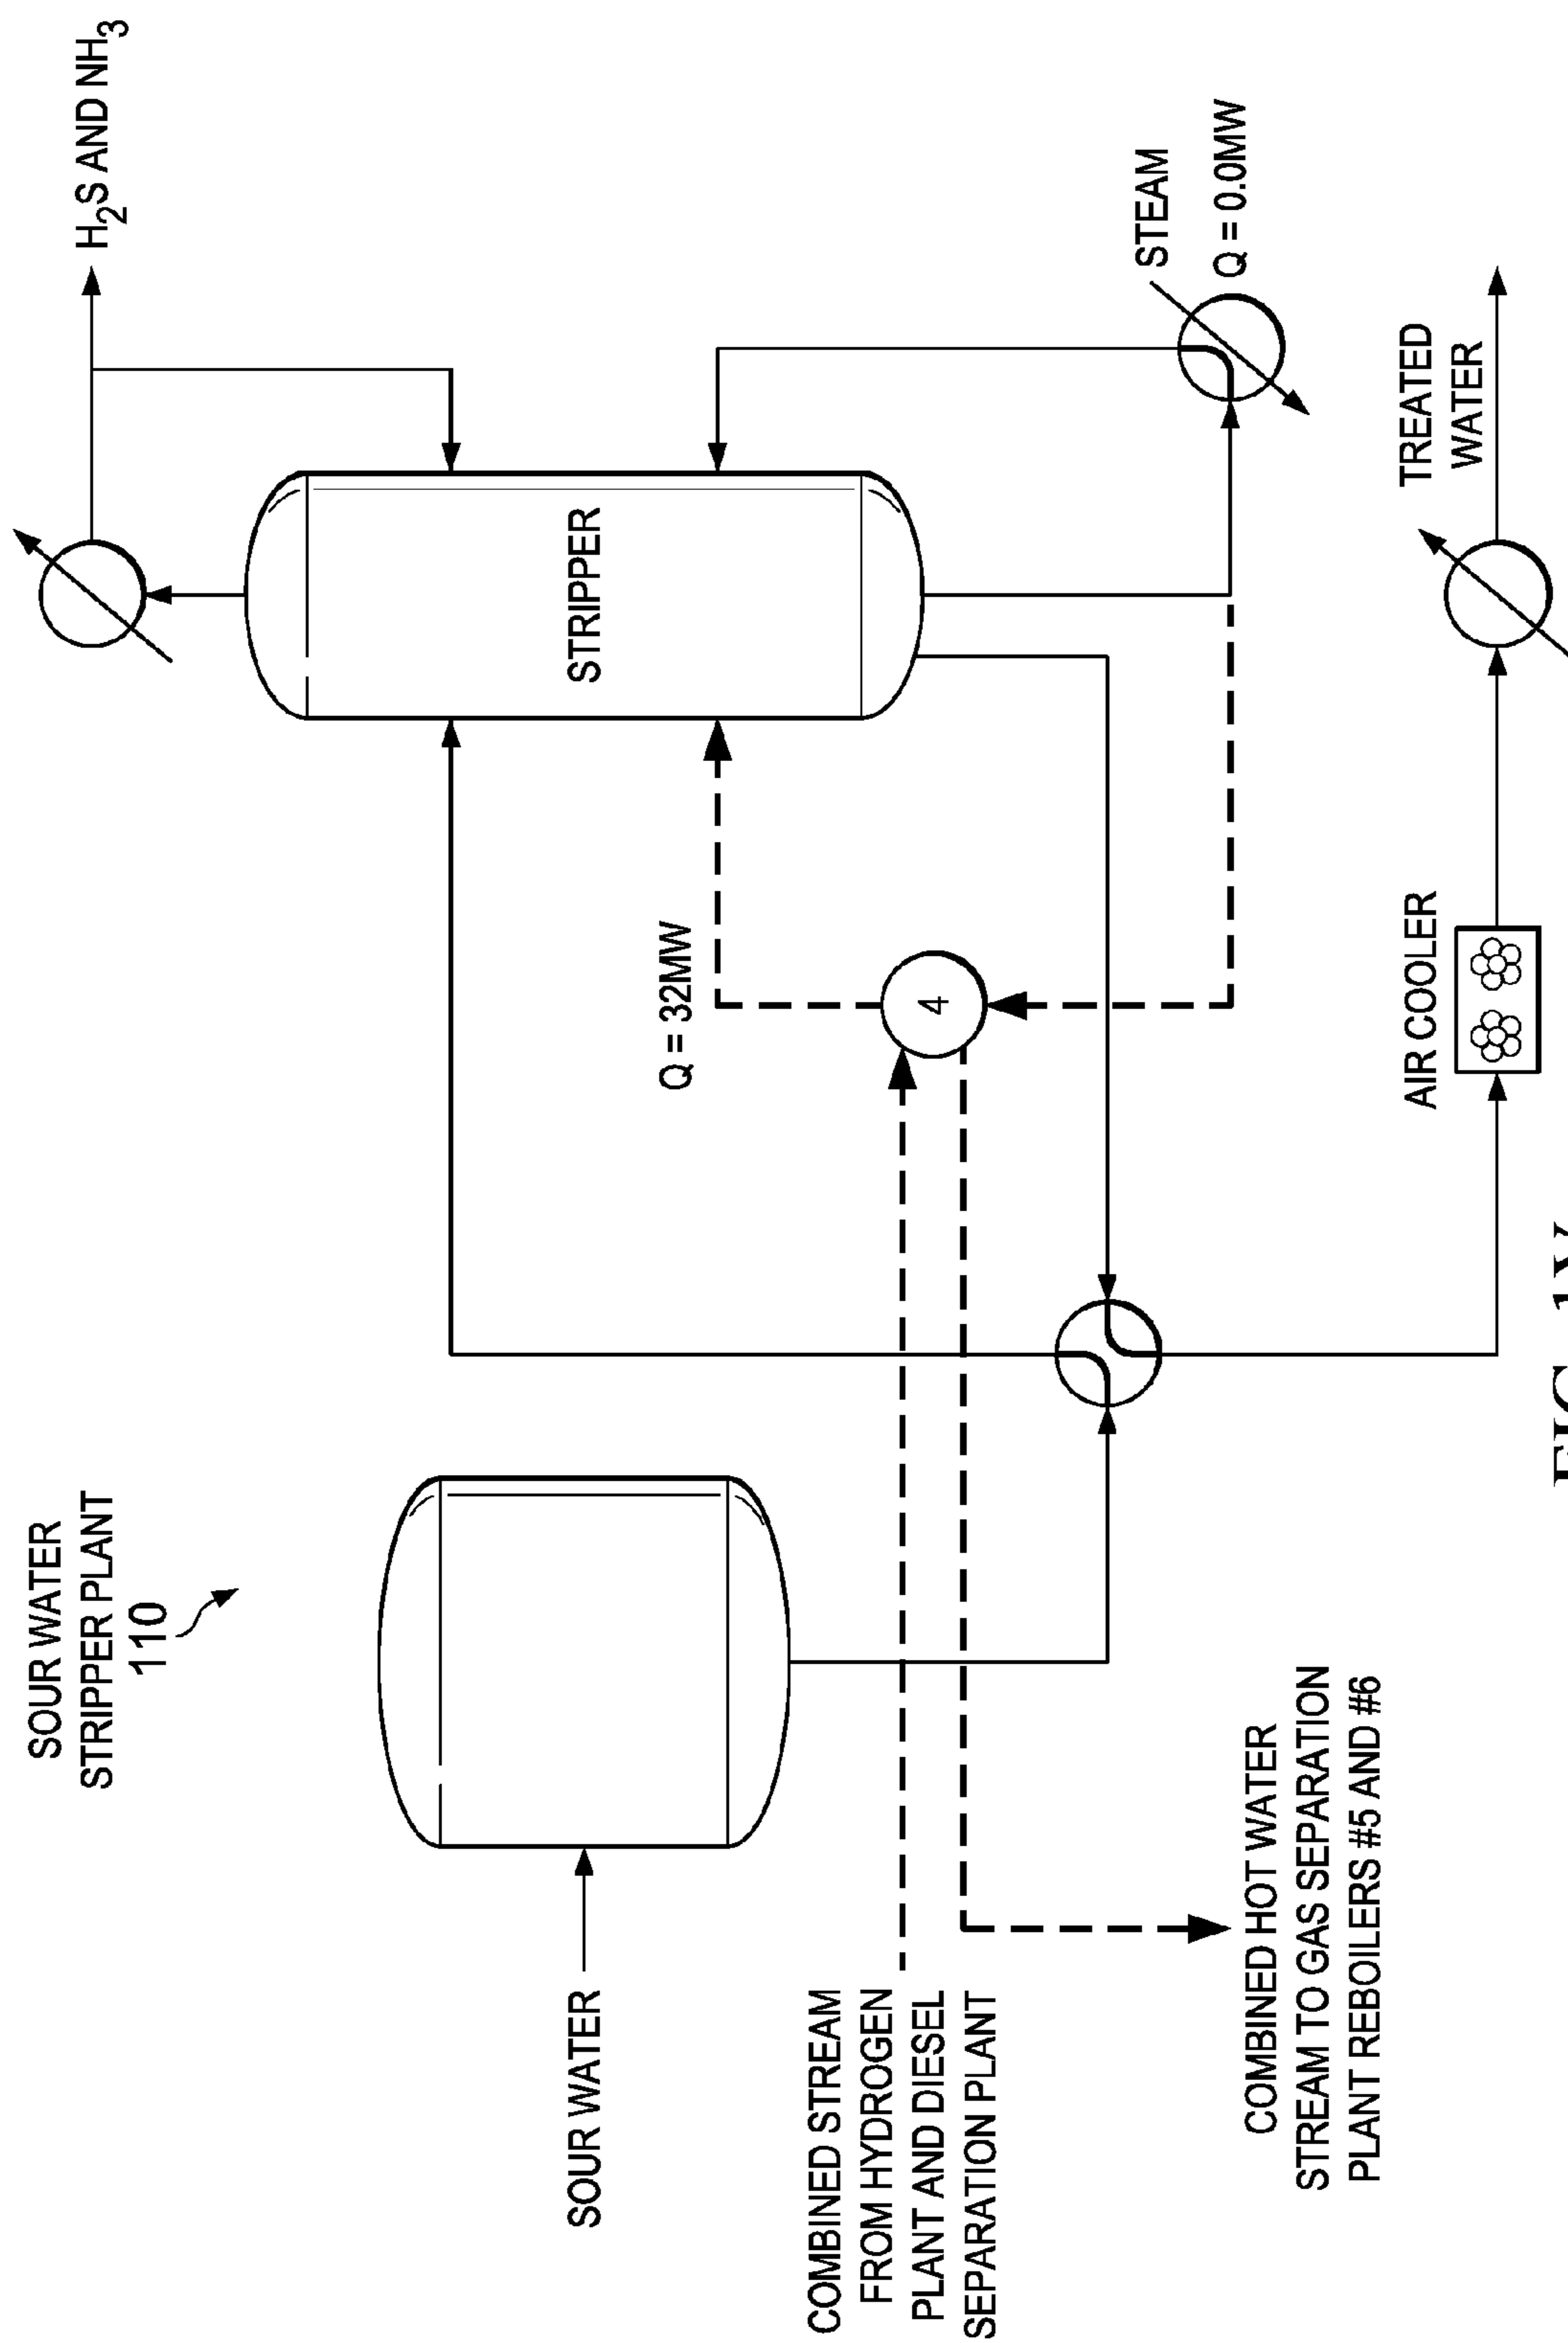 SOUR WATER
STRIPPER PLANT
110
SOUR WATER
COMBINED STREAM
FROM HYDROGEN
PLANT AND DIESEL
SEPARATION PLANT
COMBINED HOT WATER
STREAM TO GAS SEPARATION
PLANT REBOILERS #5 AND #6
Q = 32MW
4
STRIPPER
H2S AND NH3
STEAM
Q = 0.0MW
AIR COOLER
TREATED
WATER